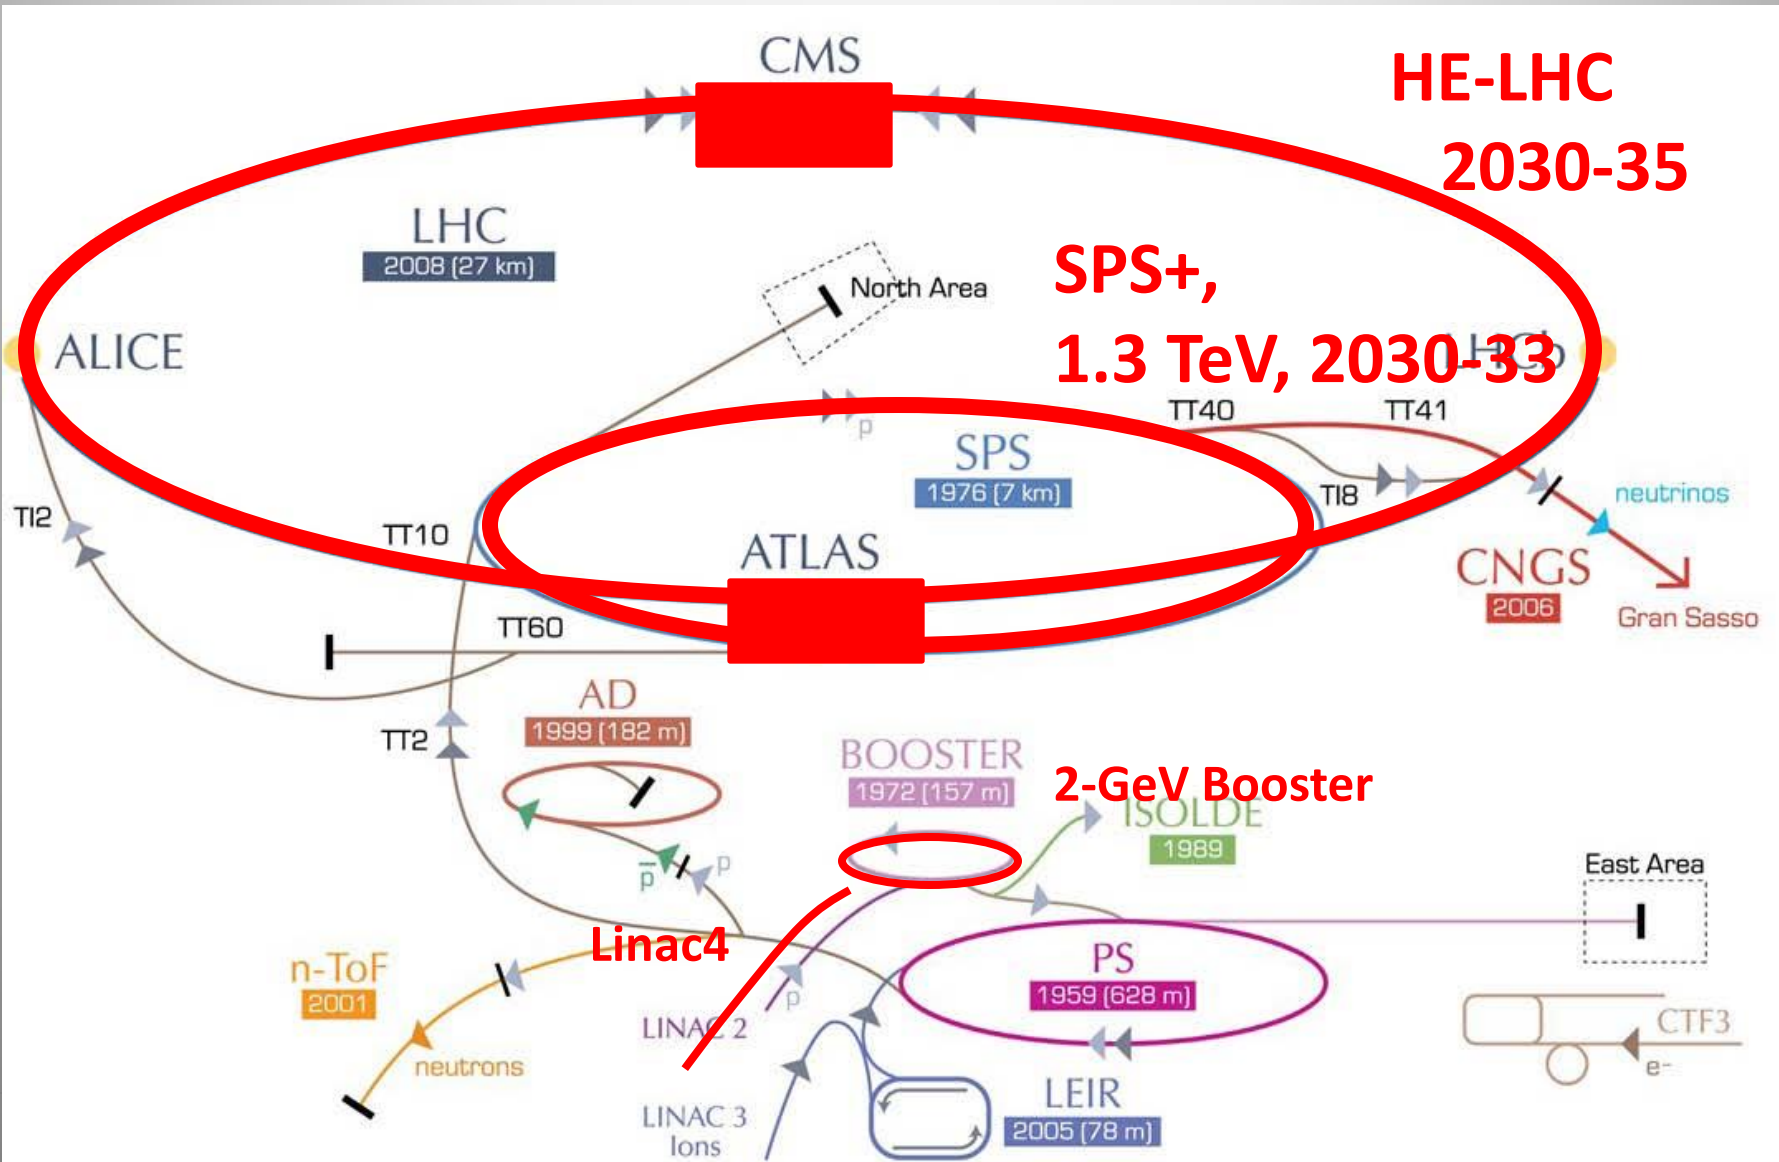 CMS
HE-LHC
2030-35
LHC
2008 (27 km)
North Area
SPS+,
1.3 TeV, 2030-33
ALICE
LHCb
p
TT40
TT41
SPS
1976 (7 km)
TI2
TT10
TI8
neutrinos
ATLAS
CNGS
2006
Gran Sasso
TT60
AD
1999 (182 m)
TT2
BOOSTER
1972 (157 m)
2-GeV Booster
ISOLDE
1989
p̅
p
East Area
Linac4
n-ToF
2001
p
PS
1959 (628 m)
LINAC 2
CTF3
neutrons
e-
LEIR
2005 (78 m)
LINAC 3
Ions